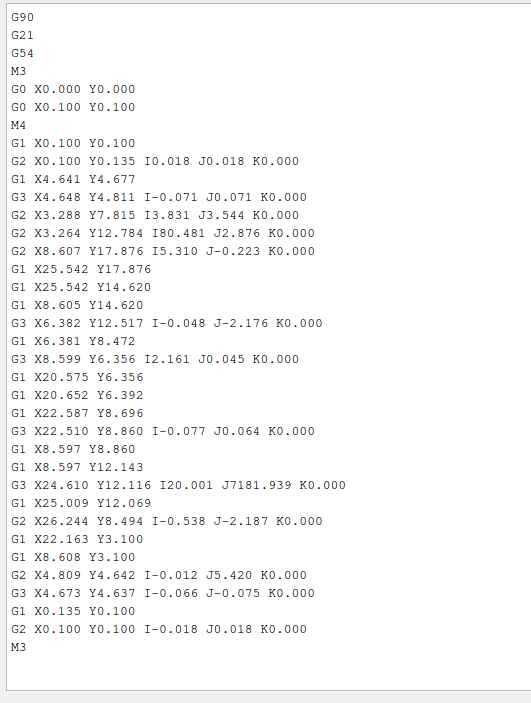 G90
G21
G54
M3
G0 X0.000 Y0.000
G0 X0.100 Y0.100
M4
G1 X0.100 Y0.100
G2 X0.100 Y0.135 I0.018 J0.018 K0.000
G1 X4.641 Y4.677
G3 X4.648 Y4.811 I-0.071 J0.071 K0.000
G2 X3.288 Y7.815 I3.831 J3.544 K0.000
G2 X3.264 Y12.784 I80.481 J2.876 K0.000
G2 X8.607 Y17.876 I5.310 J-0.223 K0.000
G1 X25.542 Y17.876
G1 X25.542 Y14.620
G1 X8.605 Y14.620
G3 X6.382 Y12.517 I-0.048 J-2.176 K0.000
G1 X6.381 Y8.472
G3 X8.599 Y6.356 I2.161 J0.045 K0.000
G1 X20.575 Y6.356
G1 X20.652 Y6.392
G1 X22.587 Y8.696
G3 X22.510 Y8.860 I-0.077 J0.064 K0.000
G1 X8.597 Y8.860
G1 X8.597 Y12.143
G3 X24.610 Y12.116 I20.001 J7181.939 K0.000
G1 X25.009 Y12.069
G2 X26.244 Y8.494 I-0.538 J-2.187 K0.000
G1 X22.163 Y3.100
G1 X8.608 Y3.100
G2 X4.809 Y4.642 I-0.012 J5.420 K0.000
G3 X4.673 Y4.637 I-0.066 J-0.075 K0.000
G1 X0.135 Y0.100
G2 X0.100 Y0.100 I-0.018 J0.018 K0.000
M3